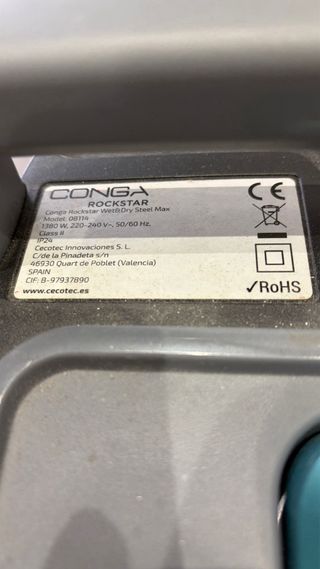 CONGA
ROCKSTAR
Conga Rockstar Wet&Dry Steel Max
Model: 08114
1380 W, 220-240 V~, 50/60 Hz.
Class II
IP24
Cecotec Innovaciones S. L.
C/de la Pinadeta s/n
46930 Quart de Poblet (Valencia)
SPAIN
CIF: B-97937890
www.cecotec.es
CE
✓RoHS